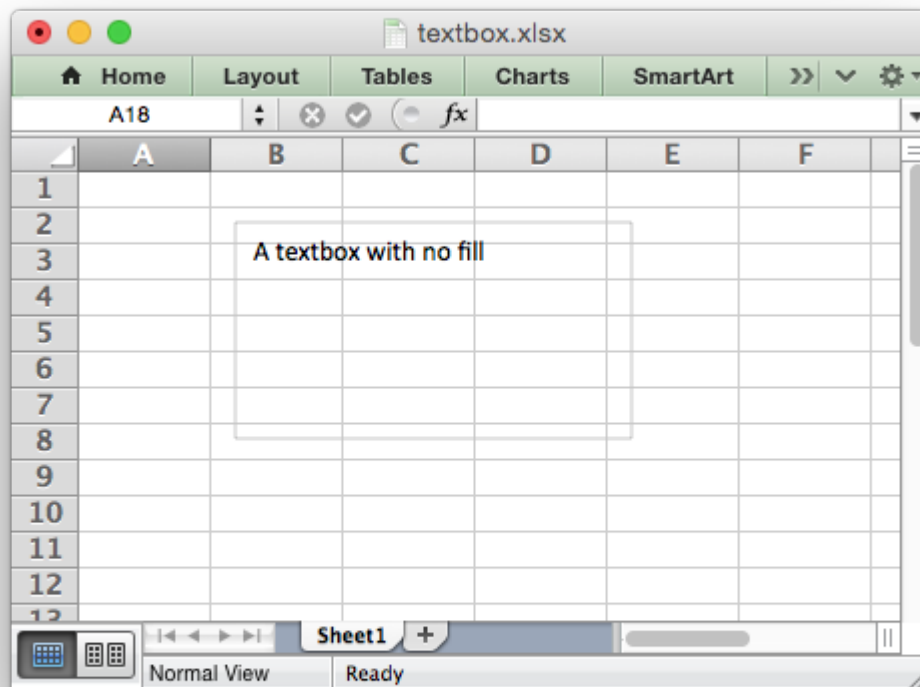 textbox.xlsx
Home Layout Tables Charts SmartArt
A18 fx
A B C D E F
1
2
A textbox with no fill
3
4
5
6
7
8
9
10
11
12
13
Sheet1 +
Normal View Ready